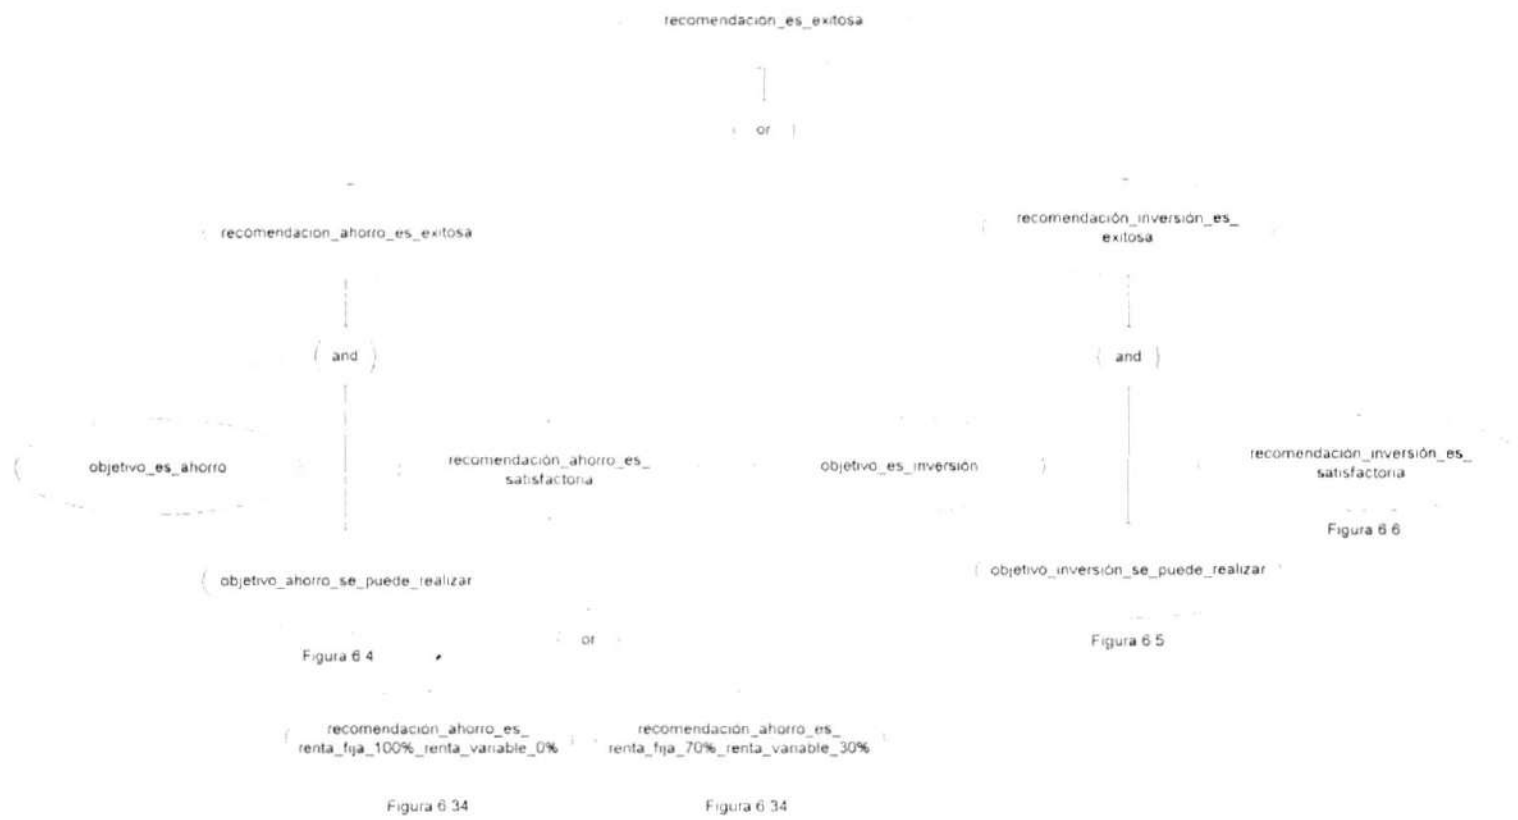 recomendación_es_exitosa
or
recomendación_ahorro_es_exitosa
recomendación_inversión_es_
exitosa
and
and
objetivo_es_ahorro
recomendación_ahorro_es_
satisfactoria
objetivo_es_inversión
recomendación_inversión_es_
satisfactoria
Figura 6.6
objetivo_ahorro_se_puede_realizar
objetivo_inversión_se_puede_realizar
or
Figura 6.4
Figura 6.5
recomendación_ahorro_es_
renta_fija_100%_renta_variable_0%
recomendación_ahorro_es_
renta_fija_70%_renta_variable_30%
Figura 6.34
Figura 6.34